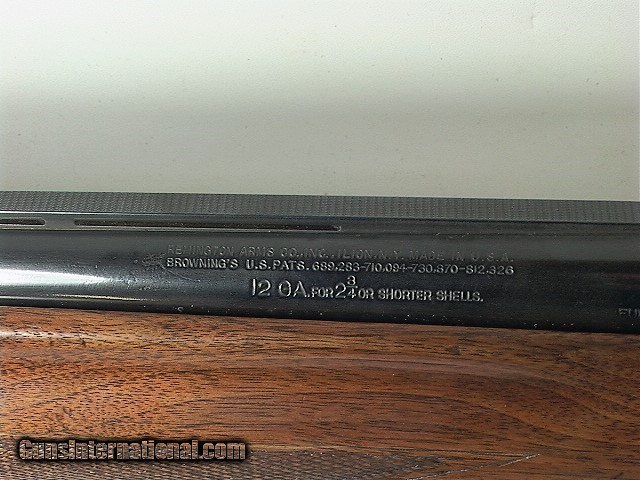 REMINGTON ARMS CO., INC., ILION, N.Y. MADE IN U.S.A.
BROWNING'S U.S. PATS. 689,283-710,094-730,870-812,326
12 GA. FOR 2 3/4 OR SHORTER SHELLS.
FUL
GunsInternational.com